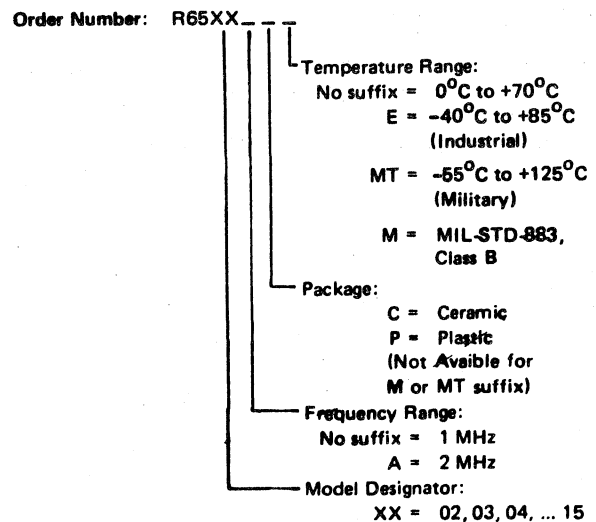 Order Number: R65XX_ _ _
Temperature Range:
No suffix = 0°C to +70°C
E = -40°C to +85°C
(Industrial)
MT = -55°C to +125°C
(Military)
M = MIL-STD-883,
Class B
Package:
C = Ceramic
P = Plastic
(Not Avaible for
M or MT suffix)
Frequency Range:
No suffix = 1 MHz
A = 2 MHz
Model Designator:
XX = 02, 03, 04, ... 15